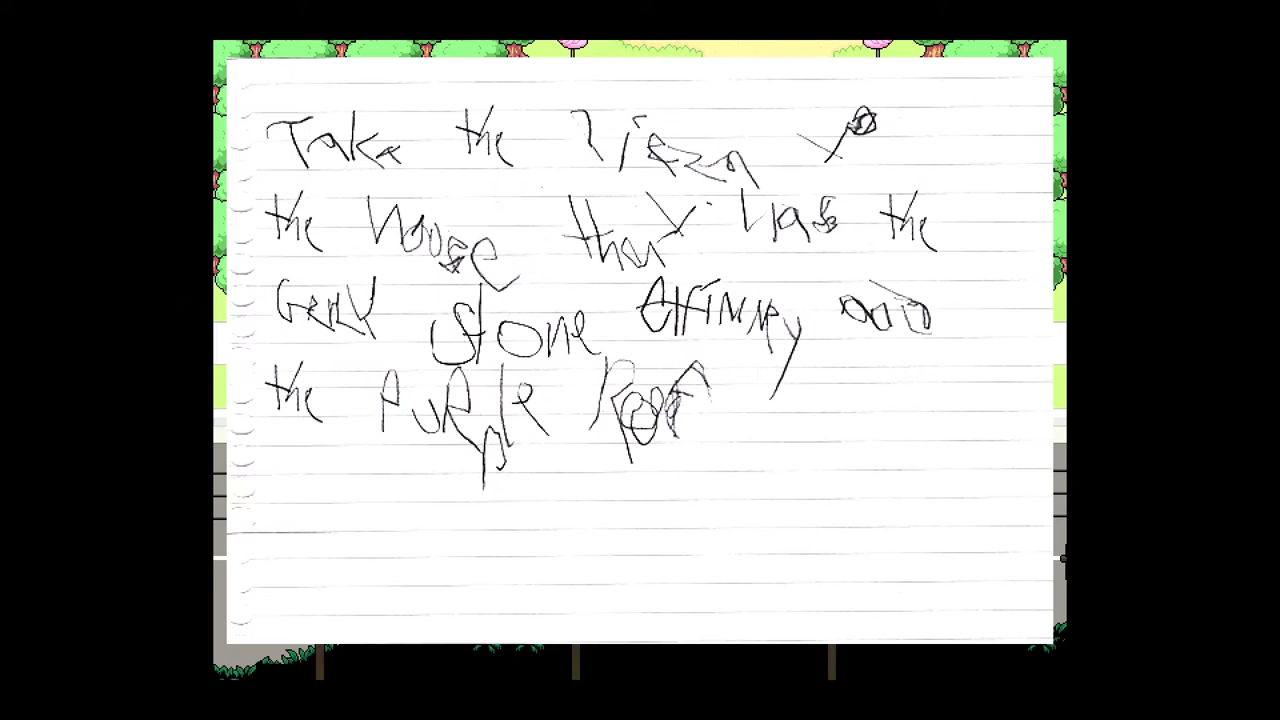 Take the Pizza to
the house that has the
Gray stone chimney and
the purple roof